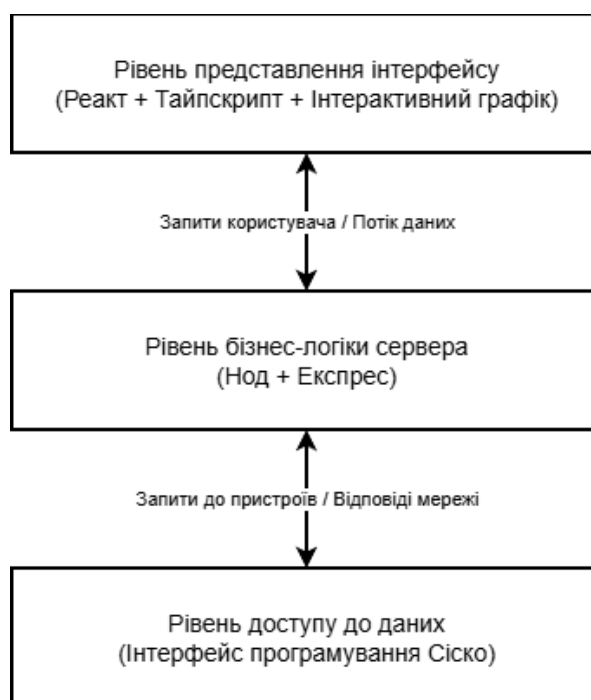 Рівень представлення інтерфейсу
(Реакт + Тайпскрипт + Інтерактивний графік)
Запити користувача / Потік даних
Рівень бізнес-логіки сервера
(Нод + Експрес)
Запити до пристроїв / Відповіді мережі
Рівень доступу до даних
(Інтерфейс програмування Сіско)